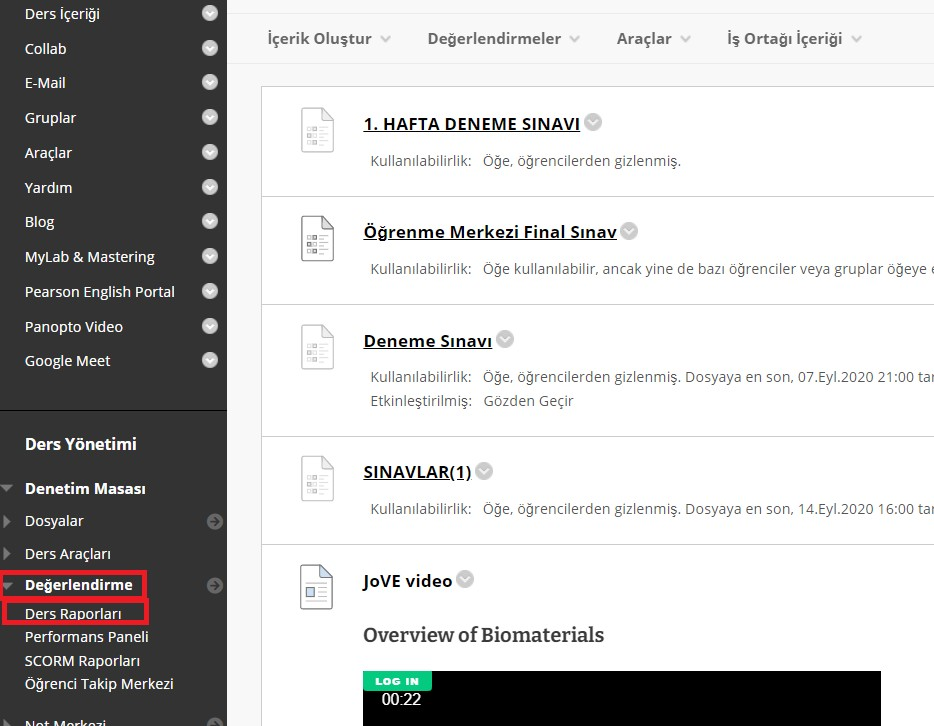 Ders İçeriği
Collab
E-Mail
Gruplar
Araçlar
Yardım
Blog
MyLab & Mastering
Pearson English Portal
Panopto Video
Google Meet
Ders Yönetimi
Denetim Masası
Dosyalar
Ders Araçları
Değerlendirme
Ders Raporları
Performans Paneli
SCORM Raporları
Öğrenci Takip Merkezi
Not Merkezi
İçerik Oluştur Değerlendirmeler Araçlar İş Ortağı İçeriği
1. HAFTA DENEME SINAVI
Kullanılabilirlik: Öğe, öğrencilerden gizlenmiş.
Öğrenme Merkezi Final Sınav
Kullanılabilirlik: Öğe kullanılabilir, ancak yine de bazı öğrenciler veya gruplar öğeye e
Deneme Sınavı
Kullanılabilirlik: Öğe, öğrencilerden gizlenmiş. Dosyaya en son, 07.Eyl.2020 21:00 tar
Etkinleştirilmiş: Gözden Geçir
SINAVLAR(1)
Kullanılabilirlik: Öğe, öğrencilerden gizlenmiş. Dosyaya en son, 14.Eyl.2020 16:00 tar
JoVE video
Overview of Biomaterials
LOG IN
00:22